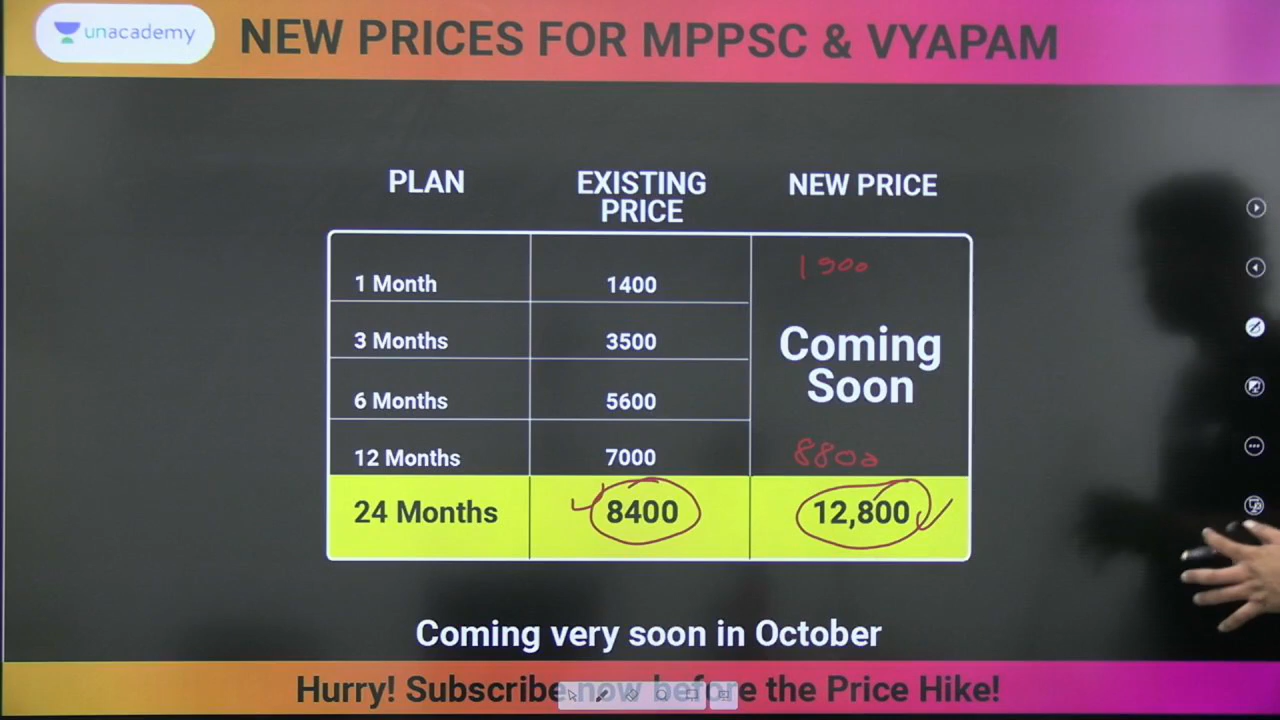 unacademy
NEW PRICES FOR MPPSC & VYAPAM
PLAN
EXISTING
PRICE
NEW PRICE
1 Month
1400
1900
3 Months
3500
Coming
Soon
6 Months
5600
12 Months
7000
8800
24 Months
8400
12,800
Coming very soon in October
Hurry! Subscribe now before the Price Hike!